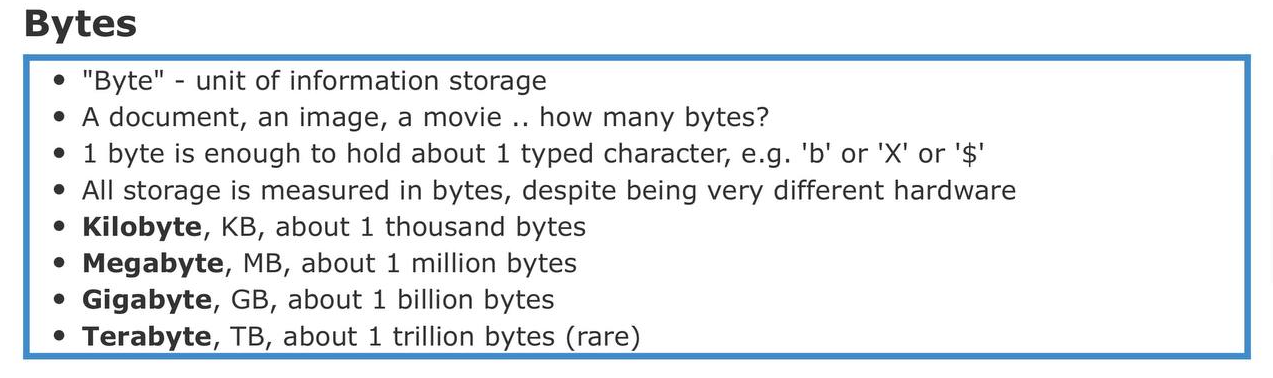 Bytes
• "Byte" - unit of information storage
• A document, an image, a movie .. how many bytes?
• 1 byte is enough to hold about 1 typed character, e.g. 'b' or 'X' or '$'
• All storage is measured in bytes, despite being very different hardware
• Kilobyte, KB, about 1 thousand bytes
• Megabyte, MB, about 1 million bytes
• Gigabyte, GB, about 1 billion bytes
• Terabyte, TB, about 1 trillion bytes (rare)